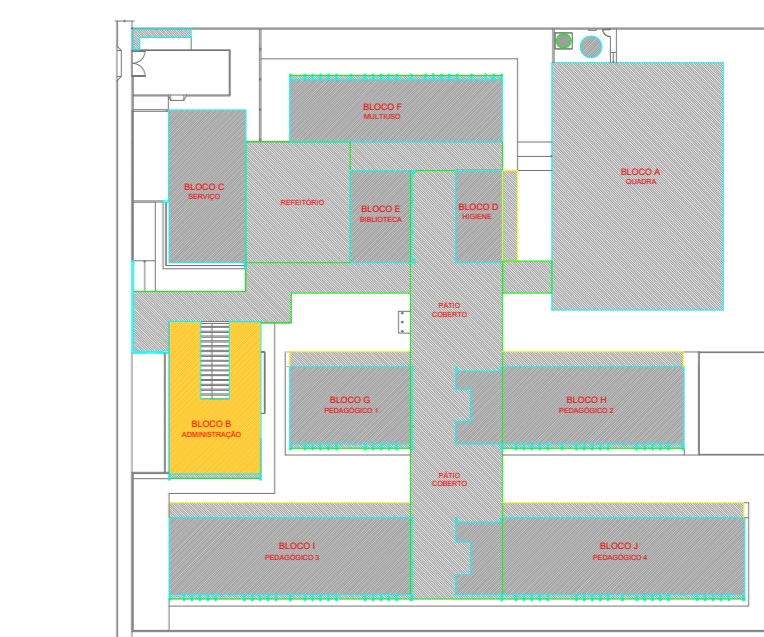 BLOCO F
MULTIUSO
BLOCO A
QUADRA
BLOCO C
SERVIÇO
REFEITÓRIO
BLOCO E
BIBLIOTECA
BLOCO D
HIGIENE
PÁTIO
COBERTO
BLOCO G
PEDAGÓGICO 1
BLOCO H
PEDAGÓGICO 2
BLOCO B
ADMINISTRAÇÃO
PÁTIO
COBERTO
BLOCO I
PEDAGÓGICO 3
BLOCO J
PEDAGÓGICO 4